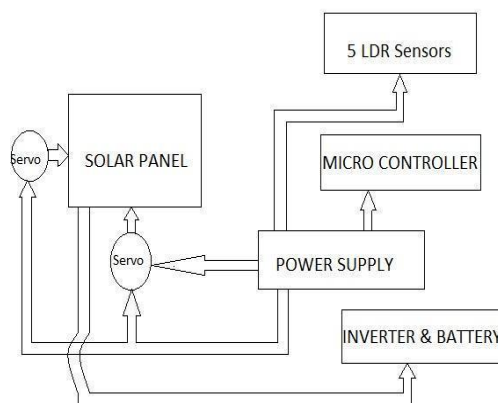 5 LDR Sensors
Servo
SOLAR PANEL
MICRO CONTROLLER
Servo
POWER SUPPLY
INVERTER & BATTERY